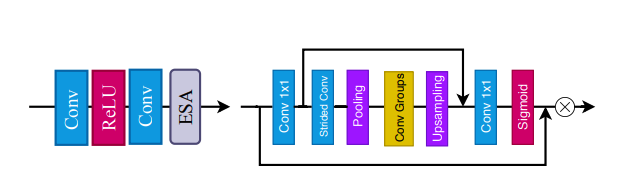 Conv
ReLU
Conv
ESA
Conv 1x1
Strided Conv
Pooling
Conv Groups
Upsampling
Conv 1x1
Sigmoid